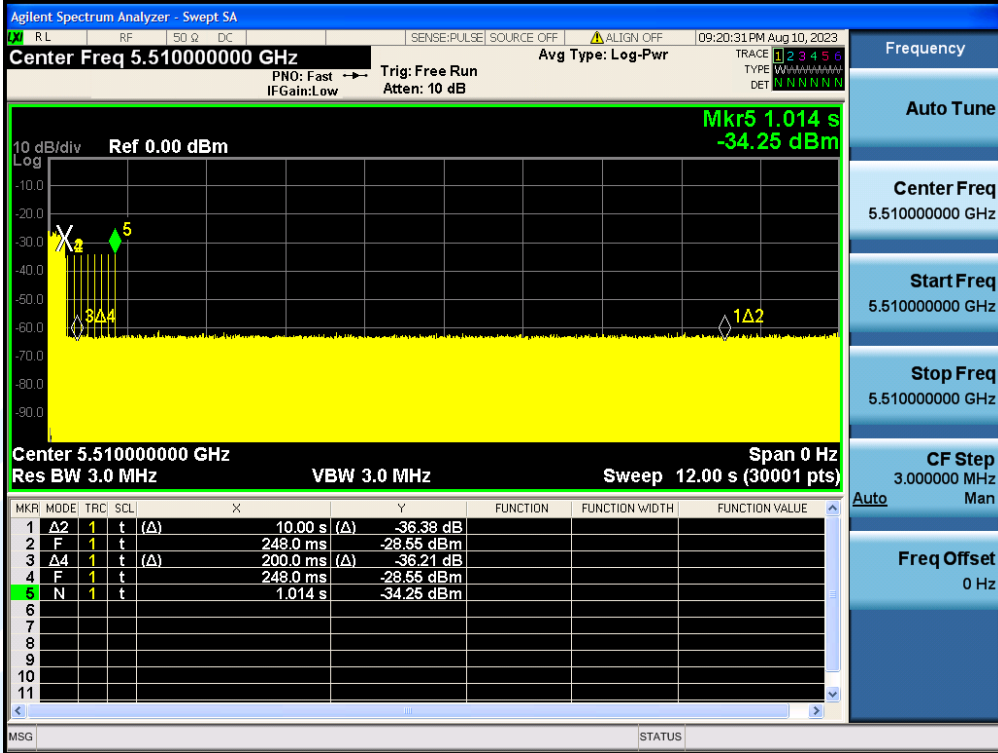 Agilent Spectrum Analyzer - Swept SA
LXI RL RF 50 Ω DC SENSE:PULSE SOURCE OFF ALIGN OFF 09:20:31 PM Aug 10, 2023
Center Freq 5.510000000 GHz
PNO: Fast
IFGain:Low
Trig: Free Run
Atten: 10 dB
Avg Type: Log-Pwr
TRACE 1 2 3 4 5 6
TYPE
DET N N N N N N
Mkr5 1.014 s
-34.25 dBm
10 dB/div Ref 0.00 dBm
Log
-10.0
-20.0
-30.0
-40.0
-50.0
-60.0
-70.0
-80.0
-90.0
5
3Δ4
1Δ2
Center 5.510000000 GHz Span 0 Hz
Res BW 3.0 MHz VBW 3.0 MHz Sweep 12.00 s (30001 pts)
MKR MODE TRC SCL X Y FUNCTION FUNCTION WIDTH FUNCTION VALUE
1 Δ2 1 t (Δ) 10.00 s (Δ) -36.38 dB
2 F 1 t 248.0 ms -28.55 dBm
3 Δ4 1 t (Δ) 200.0 ms (Δ) -36.21 dB
4 F 1 t 248.0 ms -28.55 dBm
5 N 1 t 1.014 s -34.25 dBm
6
7
8
9
10
11
MSG STATUS
Frequency
Auto Tune
Center Freq
5.510000000 GHz
Start Freq
5.510000000 GHz
Stop Freq
5.510000000 GHz
CF Step
3.000000 MHz
Auto Man
Freq Offset
0 Hz